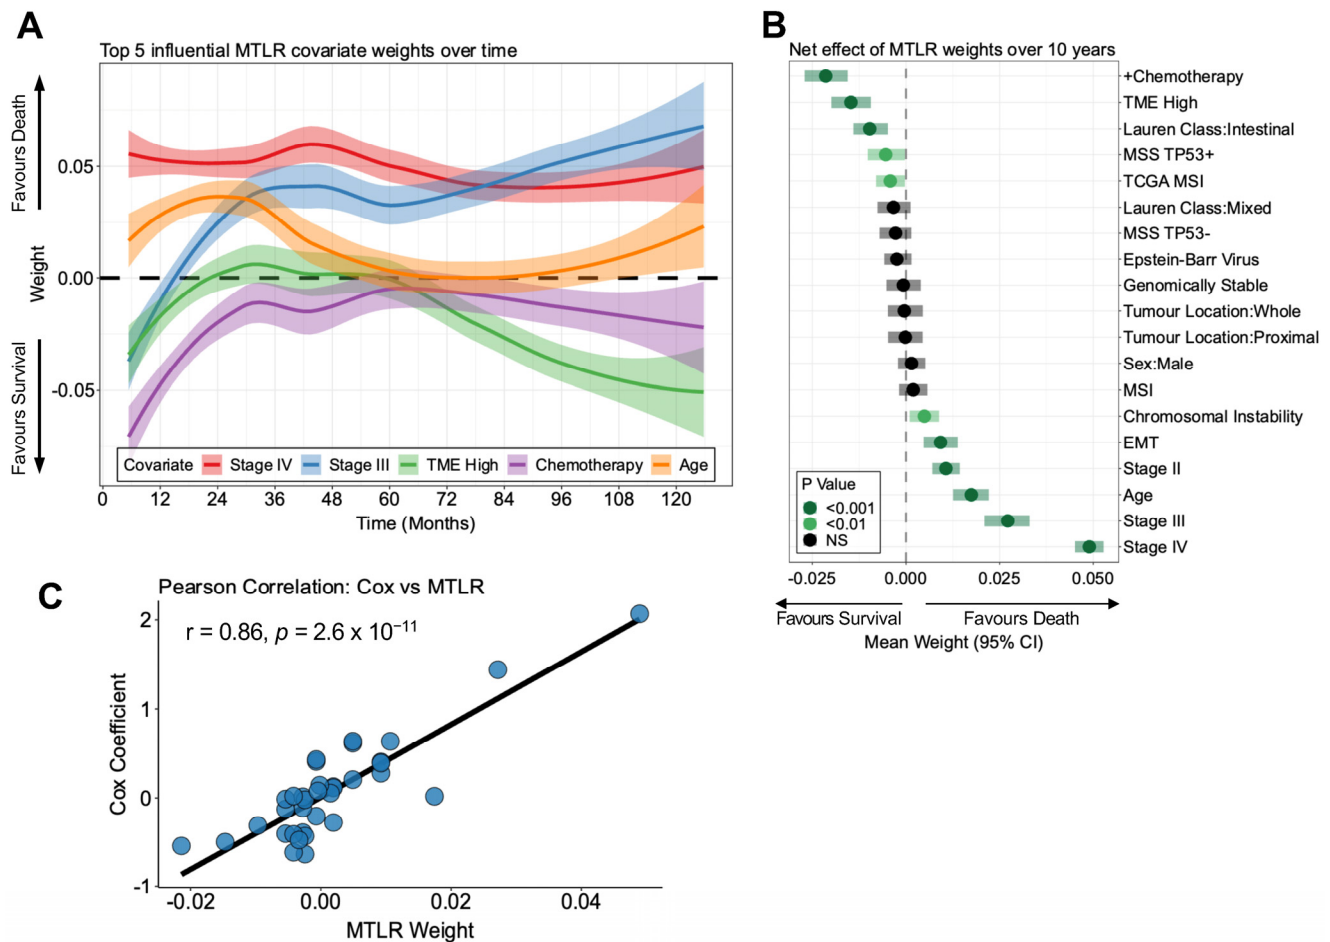 A
Top 5 influential MTLR covariate weights over time
Favours Death
Weight
Favours Survival
0.05
0.00
-0.05
Covariate Stage IV Stage III TME High Chemotherapy Age
0 12 24 36 48 60 72 84 96 108 120
Time (Months)
B
Net effect of MTLR weights over 10 years
+Chemotherapy
TME High
Lauren Class:Intestinal
MSS TP53+
TCGA MSI
Lauren Class:Mixed
MSS TP53-
Epstein-Barr Virus
Genomically Stable
Tumour Location:Whole
Tumour Location:Proximal
Sex:Male
MSI
Chromosomal Instability
EMT
Stage II
Age
Stage III
Stage IV
P Value
<0.001
<0.01
NS
-0.025 0.000 0.025 0.050
Favours Survival Favours Death
Mean Weight (95% CI)
C
Pearson Correlation: Cox vs MTLR
r = 0.86, p = 2.6 x 10⁻¹¹
Cox Coefficient
2
1
0
-1
-0.02 0.00 0.02 0.04
MTLR Weight